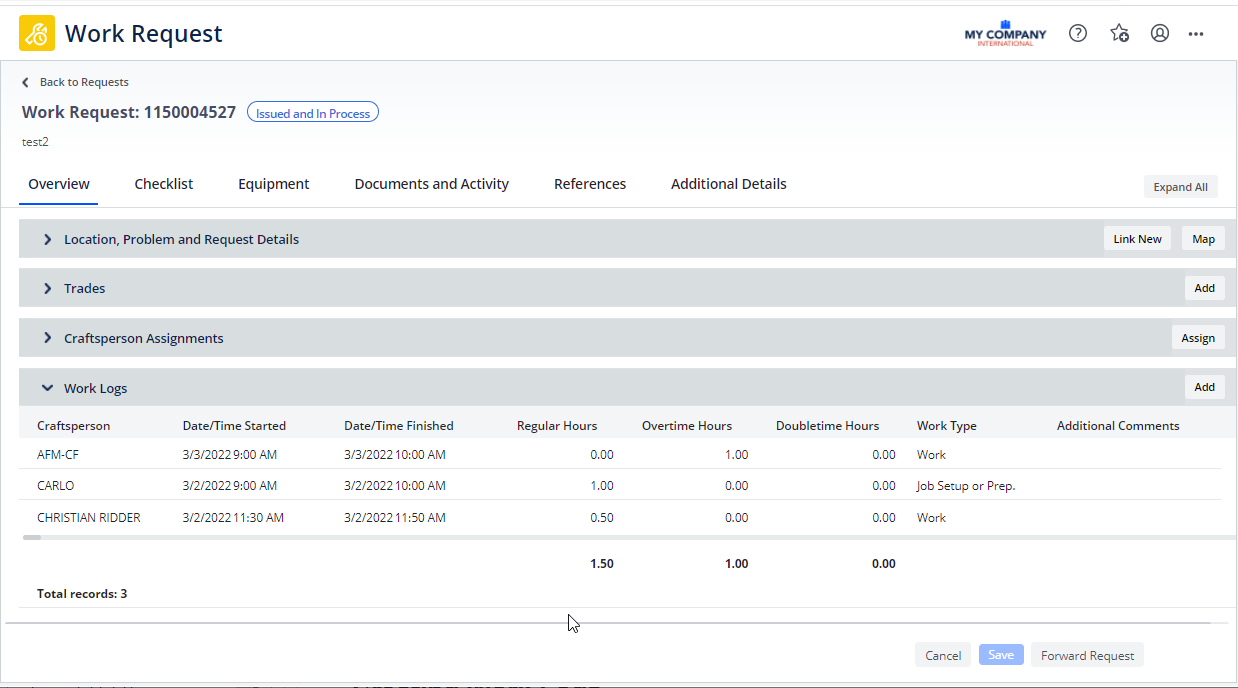 Work Request
MY COMPANY
INTERNATIONAL
Back to Requests
Work Request: 1150004527 Issued and In Process
test2
Overview Checklist Equipment Documents and Activity References Additional Details Expand All
Location, Problem and Request Details Link New Map
Trades Add
Craftsperson Assignments Assign
Work Logs Add
Craftsperson Date/Time Started Date/Time Finished Regular Hours Overtime Hours Doubletime Hours Work Type Additional Comments
AFM-CF 3/3/2022 9:00 AM 3/3/2022 10:00 AM 0.00 1.00 0.00 Work
CARLO 3/2/2022 9:00 AM 3/2/2022 10:00 AM 1.00 0.00 0.00 Job Setup or Prep.
CHRISTIAN RIDDER 3/2/2022 11:30 AM 3/2/2022 11:50 AM 0.50 0.00 0.00 Work
1.50 1.00 0.00
Total records: 3
Cancel Save Forward Request